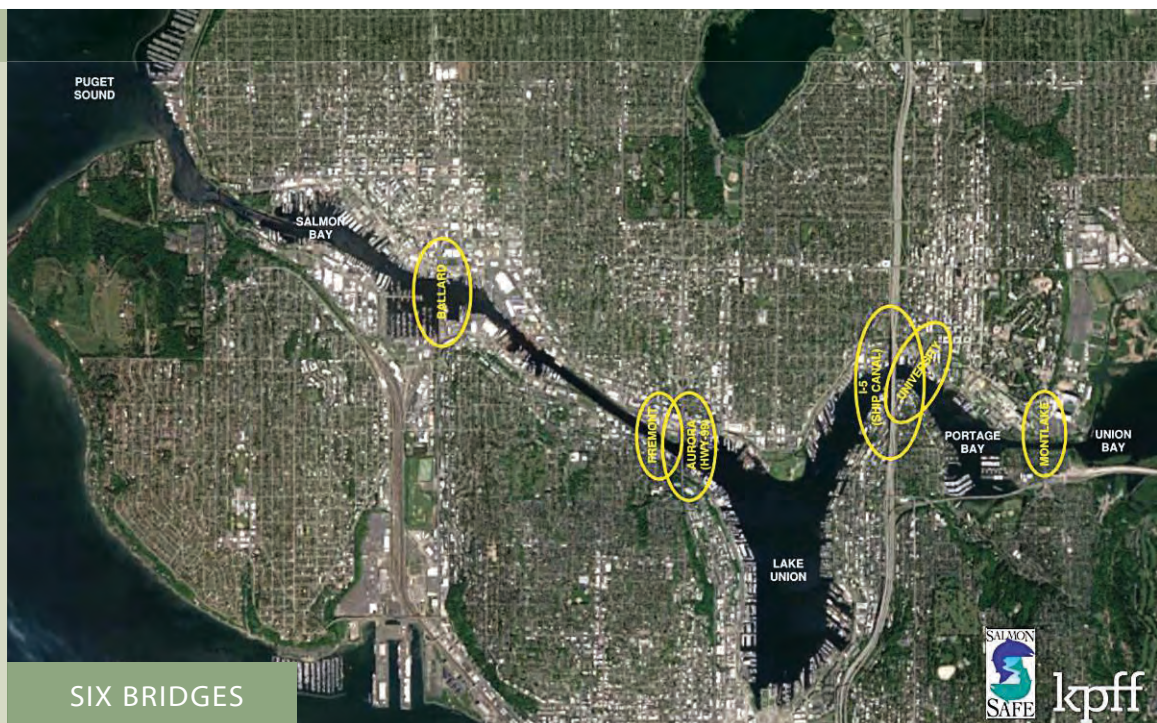 PUGET
SOUND
SALMON
BAY
BALLARD
FREMONT
AURORA
(HWY-99)
I-5
(SHIP CANAL)
UNIVERSITY
PORTAGE
BAY
MONTLAKE
UNION
BAY
LAKE
UNION
SIX BRIDGES
SALMON
SAFE
kpff